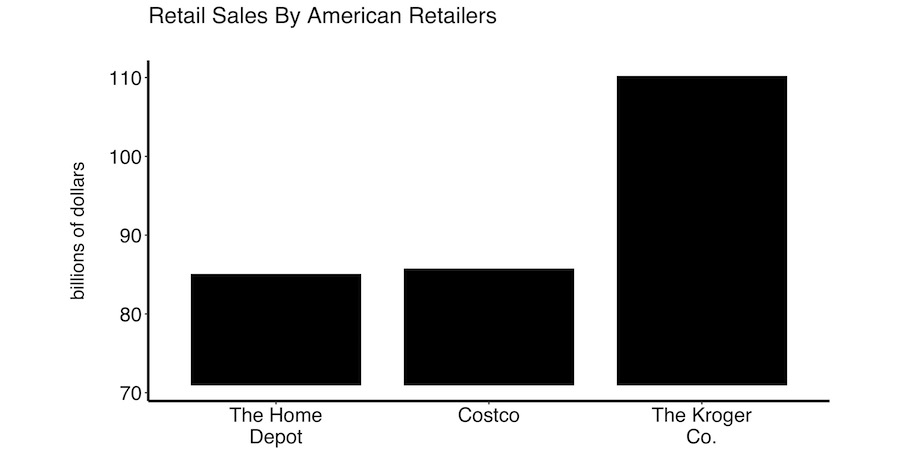 Retail Sales By American Retailers
billions of dollars
110
100
90
80
70
The Home
Depot
Costco
The Kroger
Co.